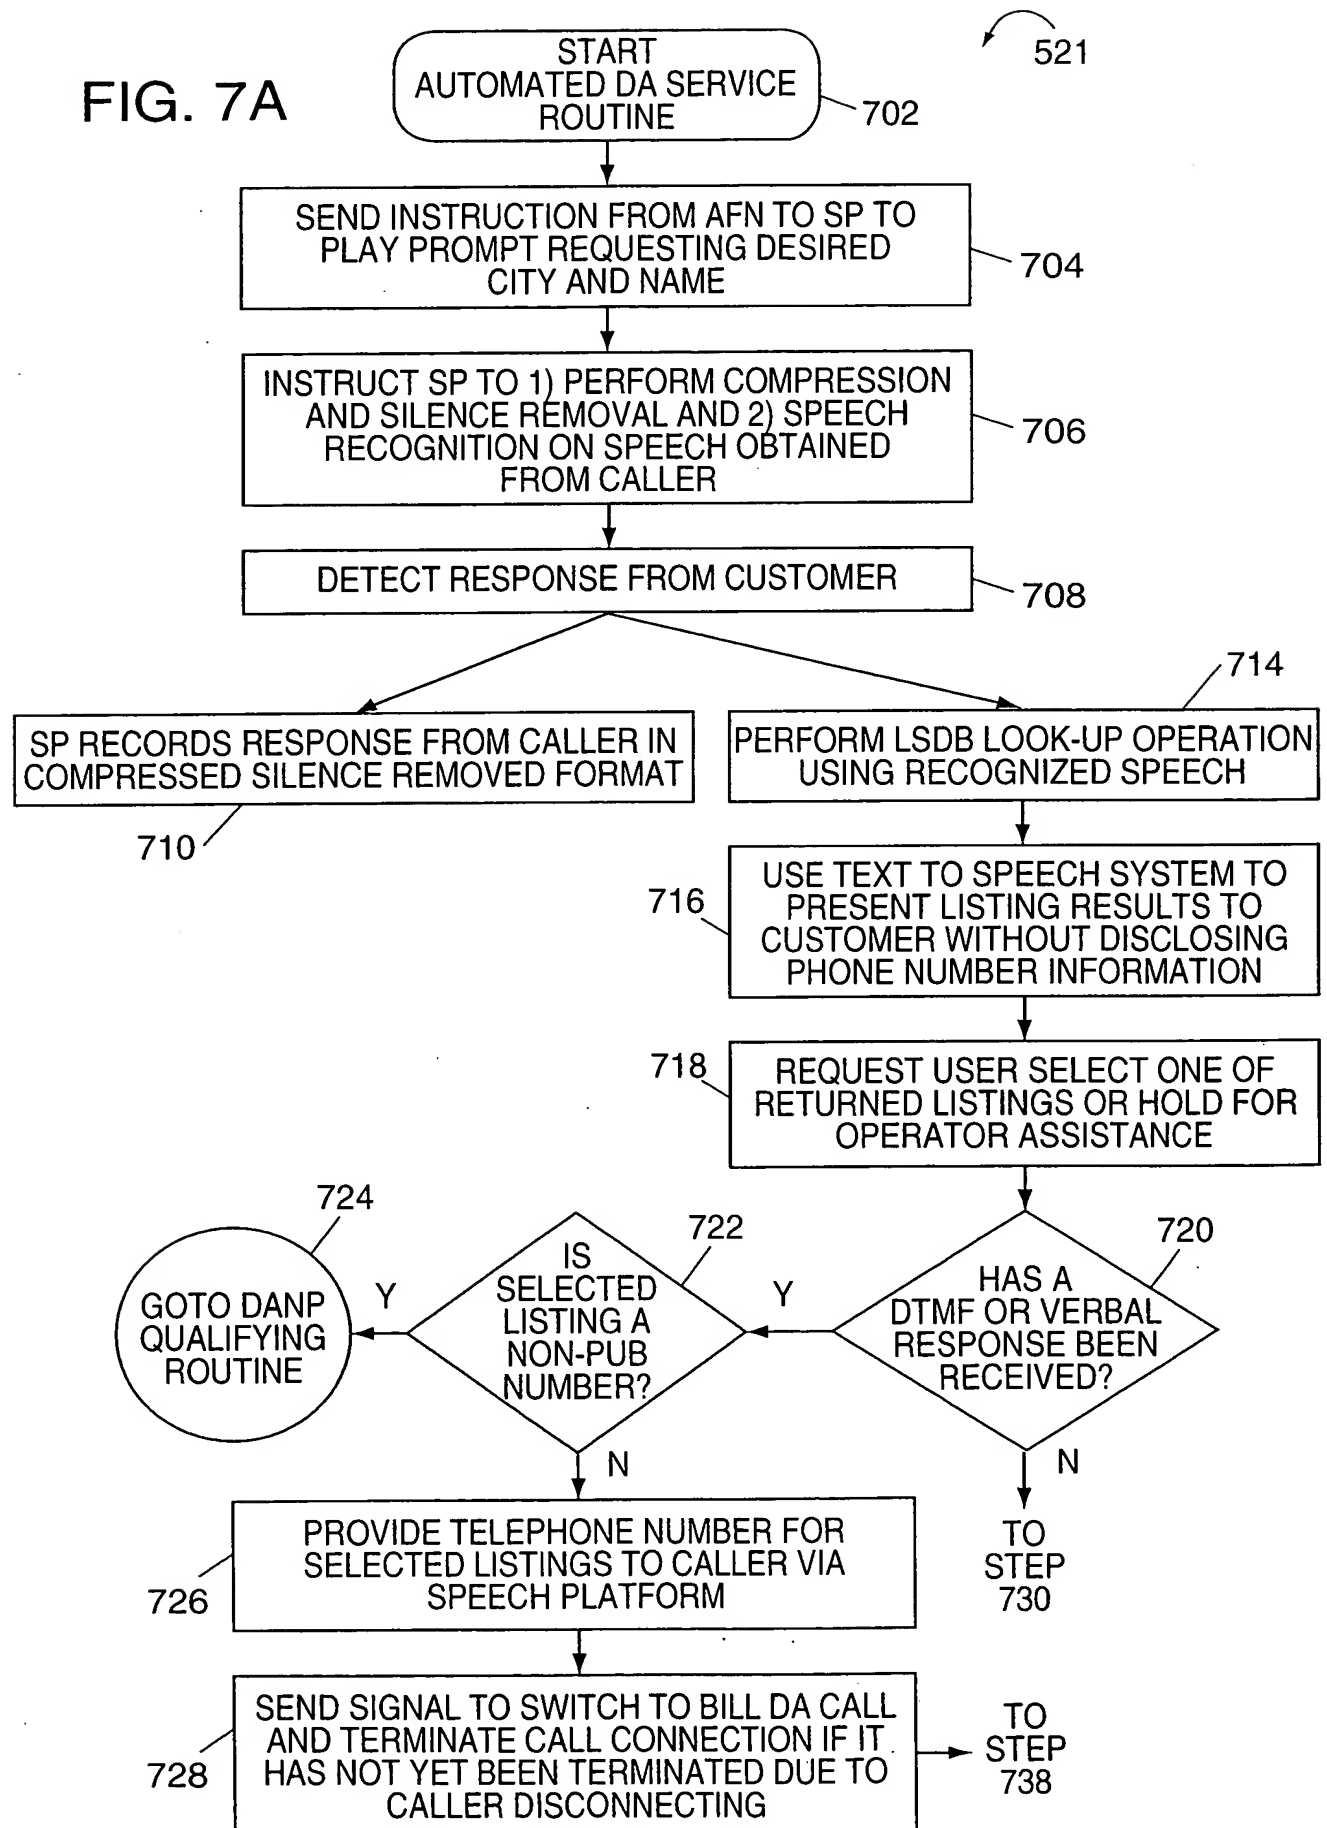 FIG. 7A
521
START
AUTOMATED DA SERVICE
ROUTINE
702
SEND INSTRUCTION FROM AFN TO SP TO
PLAY PROMPT REQUESTING DESIRED
CITY AND NAME
704
INSTRUCT SP TO 1) PERFORM COMPRESSION
AND SILENCE REMOVAL AND 2) SPEECH
RECOGNITION ON SPEECH OBTAINED
FROM CALLER
706
DETECT RESPONSE FROM CUSTOMER
708
SP RECORDS RESPONSE FROM CALLER IN
COMPRESSED SILENCE REMOVED FORMAT
710
714
PERFORM LSDB LOOK-UP OPERATION
USING RECOGNIZED SPEECH
716
USE TEXT TO SPEECH SYSTEM TO
PRESENT LISTING RESULTS TO
CUSTOMER WITHOUT DISCLOSING
PHONE NUMBER INFORMATION
718
REQUEST USER SELECT ONE OF
RETURNED LISTINGS OR HOLD FOR
OPERATOR ASSISTANCE
720
HAS A
DTMF OR VERBAL
RESPONSE BEEN
RECEIVED?
Y
N
TO
STEP
730
722
IS
SELECTED
LISTING A
NON-PUB
NUMBER?
Y
N
724
GOTO DANP
QUALIFYING
ROUTINE
PROVIDE TELEPHONE NUMBER FOR
SELECTED LISTINGS TO CALLER VIA
SPEECH PLATFORM
726
SEND SIGNAL TO SWITCH TO BILL DA CALL
AND TERMINATE CALL CONNECTION IF IT
HAS NOT YET BEEN TERMINATED DUE TO
CALLER DISCONNECTING
728
TO
STEP
738